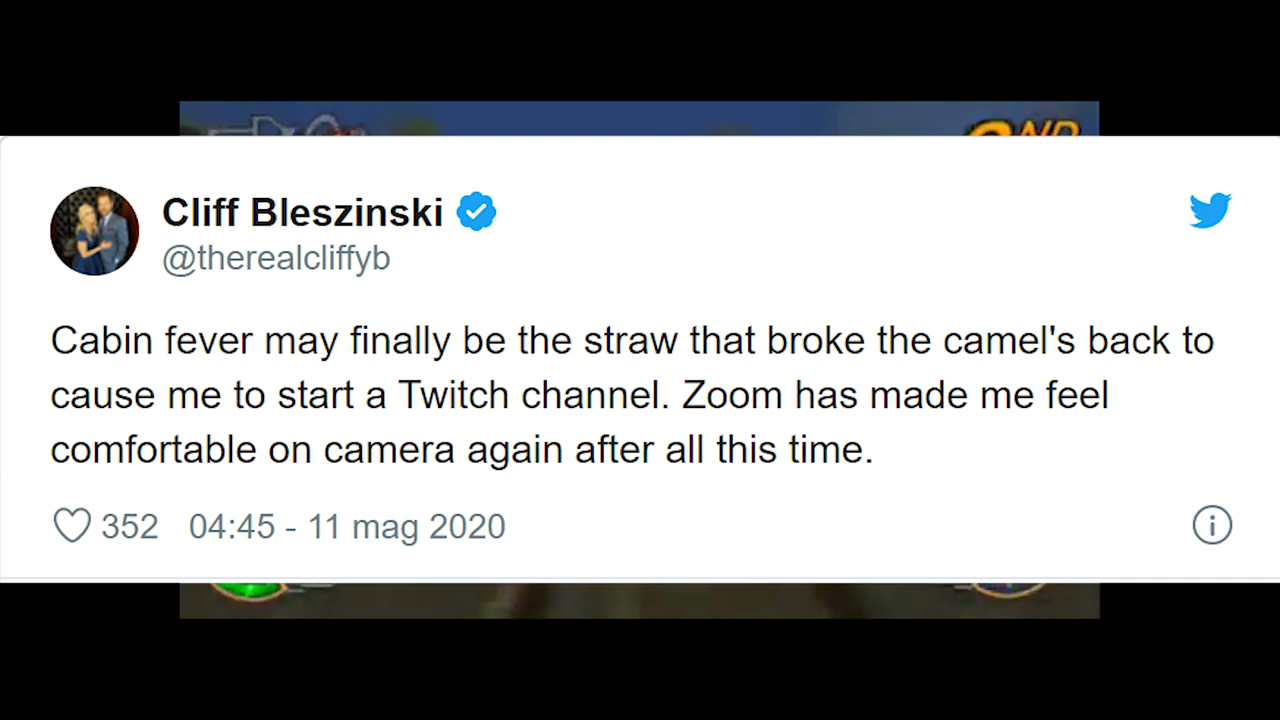 2ND
Cliff Bleszinski
@therealcliffyb
Cabin fever may finally be the straw that broke the camel's back to
cause me to start a Twitch channel. Zoom has made me feel
comfortable on camera again after all this time.
352 04:45 - 11 mag 2020